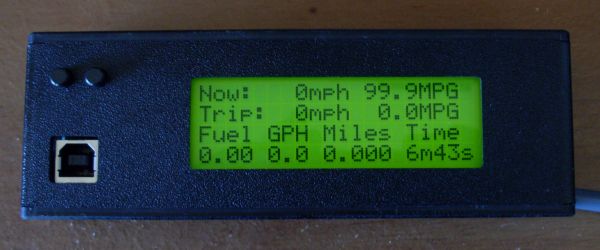 Now:    0mph 99.9MPG
Trip:   0mph  0.0MPG
Fuel GPH Miles Time
0.00 0.0 0.000 6m43s